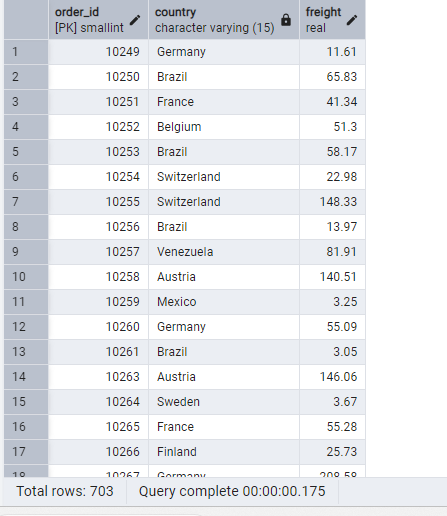 order_id country freight
[PK] smallint character varying (15) real
1 10249 Germany 11.61
2 10250 Brazil 65.83
3 10251 France 41.34
4 10252 Belgium 51.3
5 10253 Brazil 58.17
6 10254 Switzerland 22.98
7 10255 Switzerland 148.33
8 10256 Brazil 13.97
9 10257 Venezuela 81.91
10 10258 Austria 140.51
11 10259 Mexico 3.25
12 10260 Germany 55.09
13 10261 Brazil 3.05
14 10263 Austria 146.06
15 10264 Sweden 3.67
16 10265 France 55.28
17 10266 Finland 25.73
18 10267 Germany 208.58
Total rows: 703 Query complete 00:00:00.175